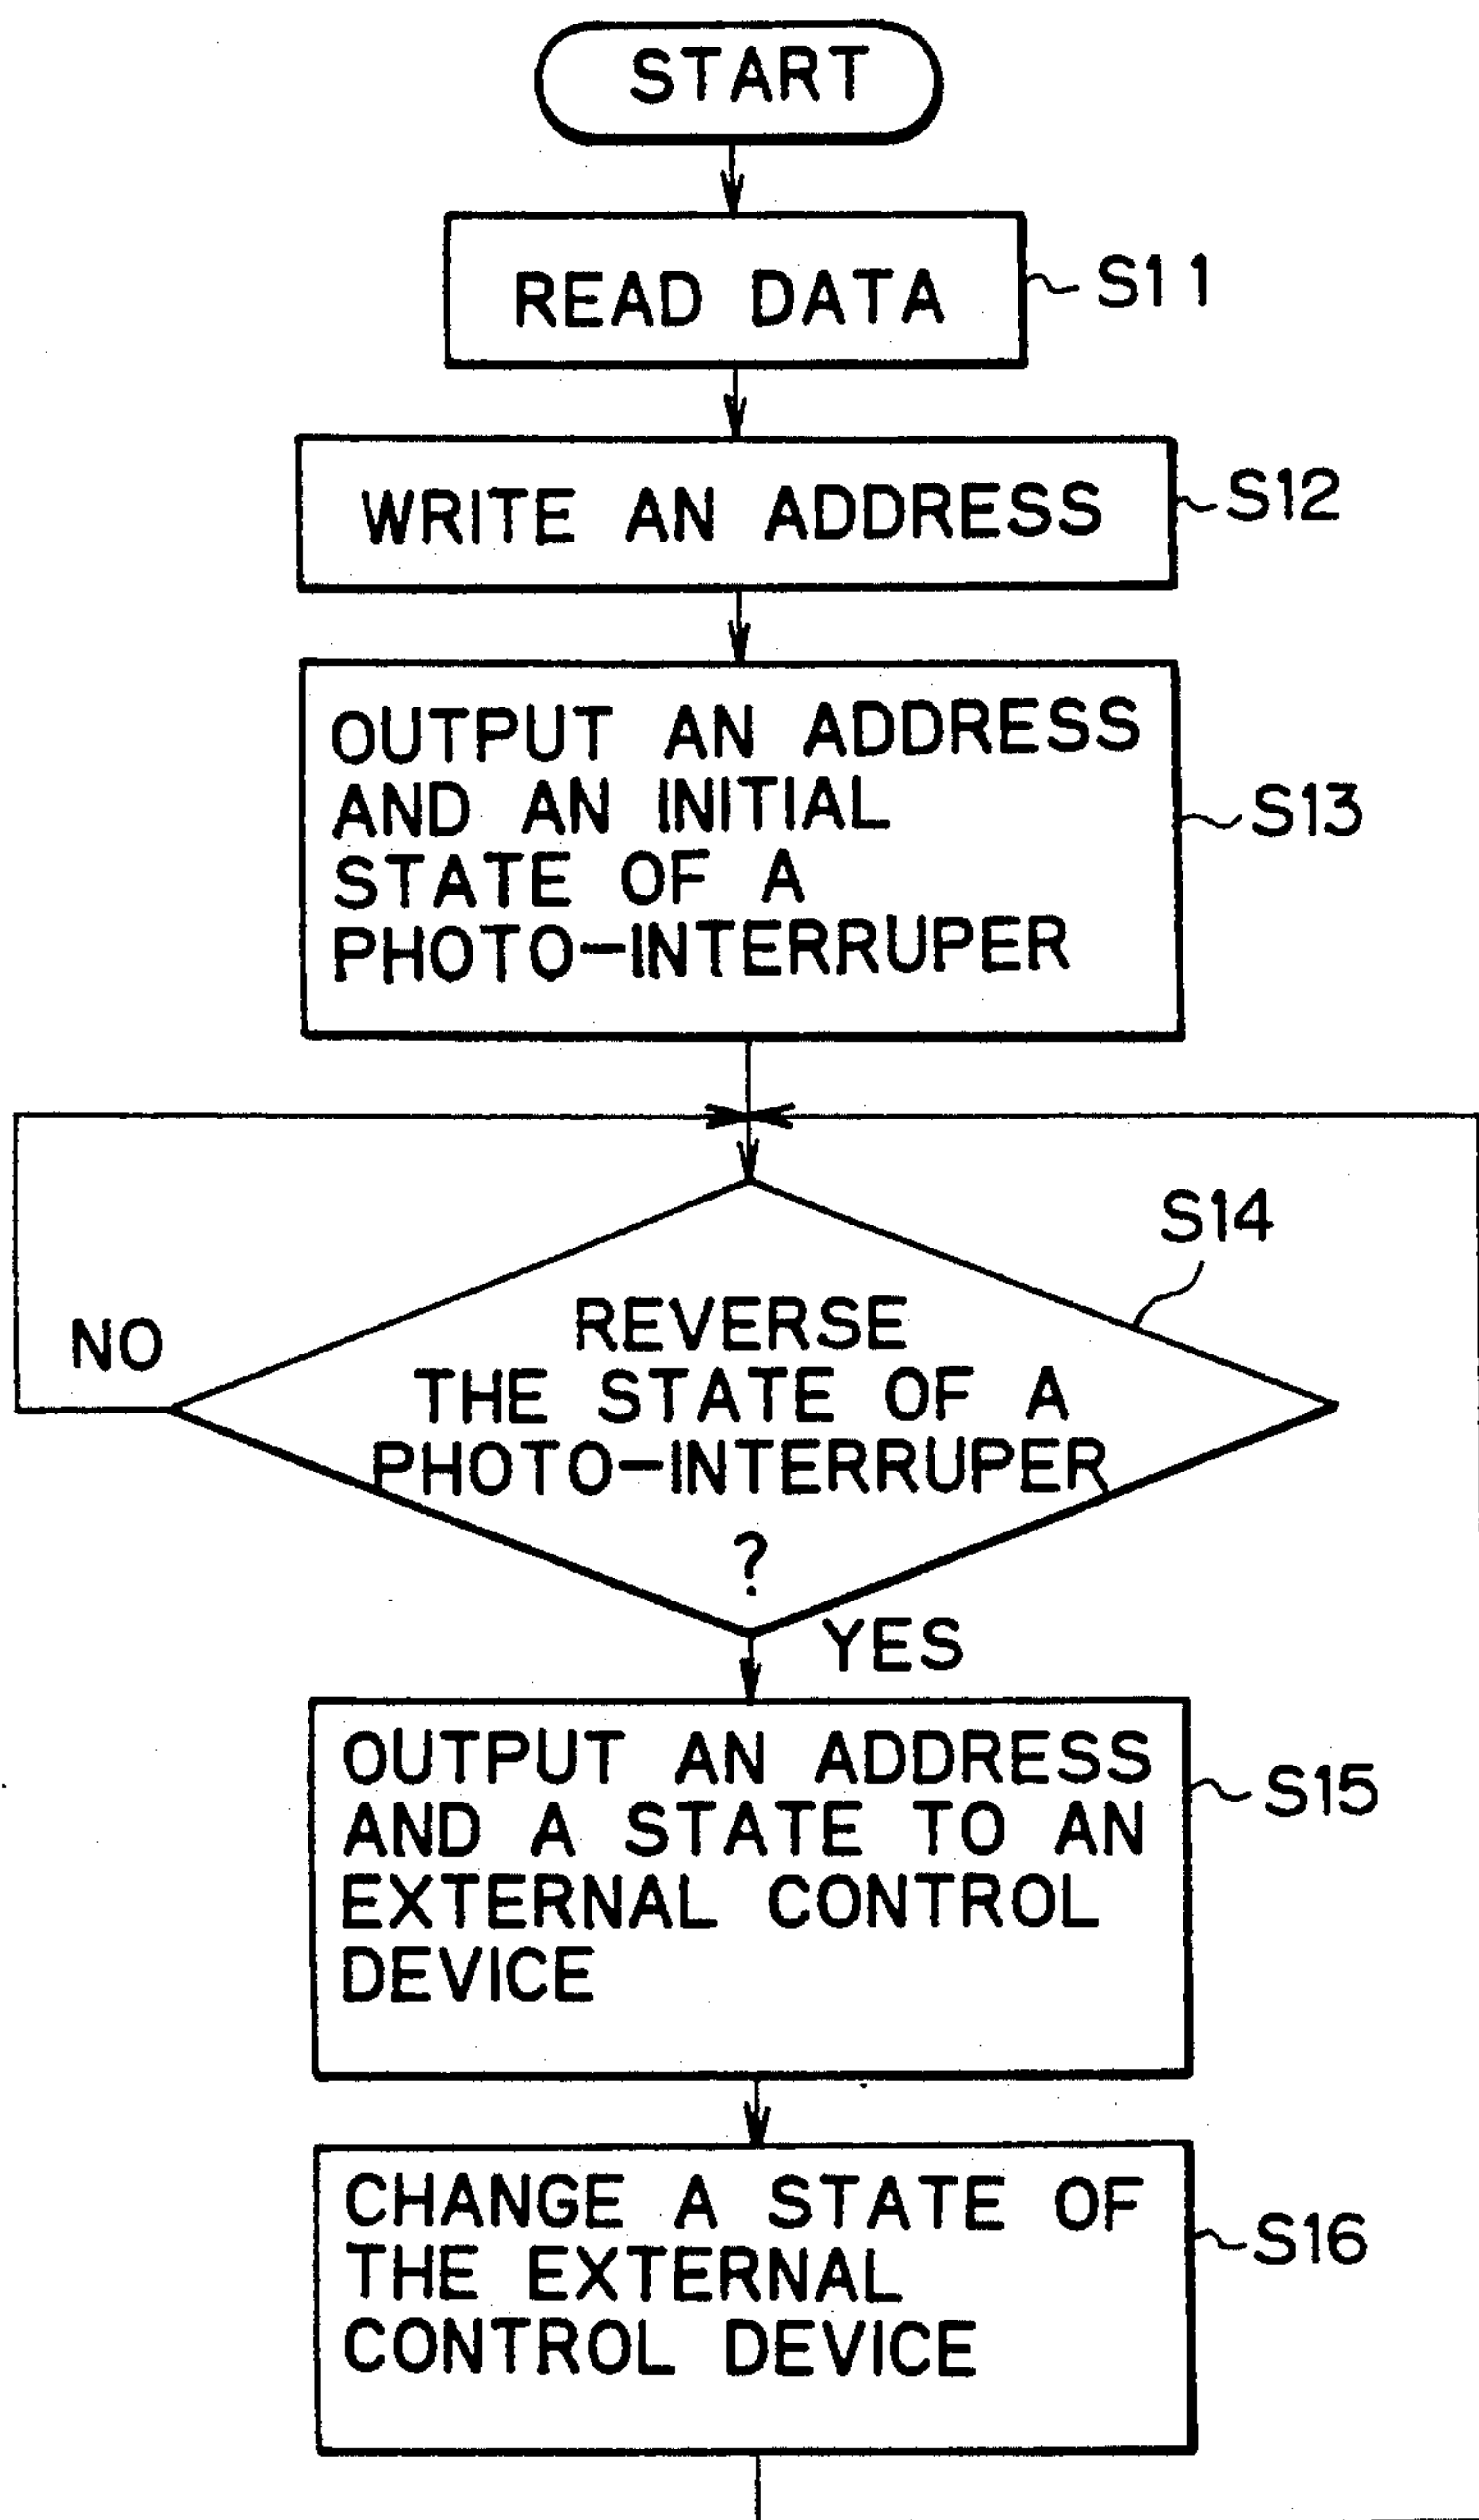 START
READ DATA
S11
WRITE AN ADDRESS
S12
OUTPUT AN ADDRESS
AND AN INITIAL
STATE OF A
PHOTO-INTERRUPER
S13
S14
NO
REVERSE
THE STATE OF A
PHOTO-INTERRUPER
?
YES
OUTPUT AN ADDRESS
AND A STATE TO AN
EXTERNAL CONTROL
DEVICE
S15
CHANGE A STATE OF
THE EXTERNAL
CONTROL DEVICE
S16